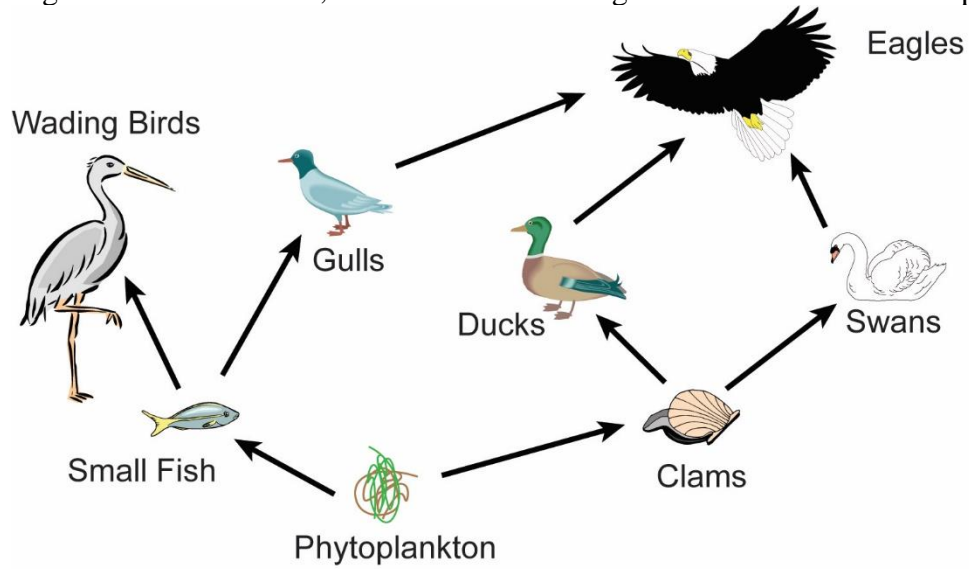 Eagles
Wading Birds
Gulls
Ducks
Swans
Small Fish
Clams
Phytoplankton